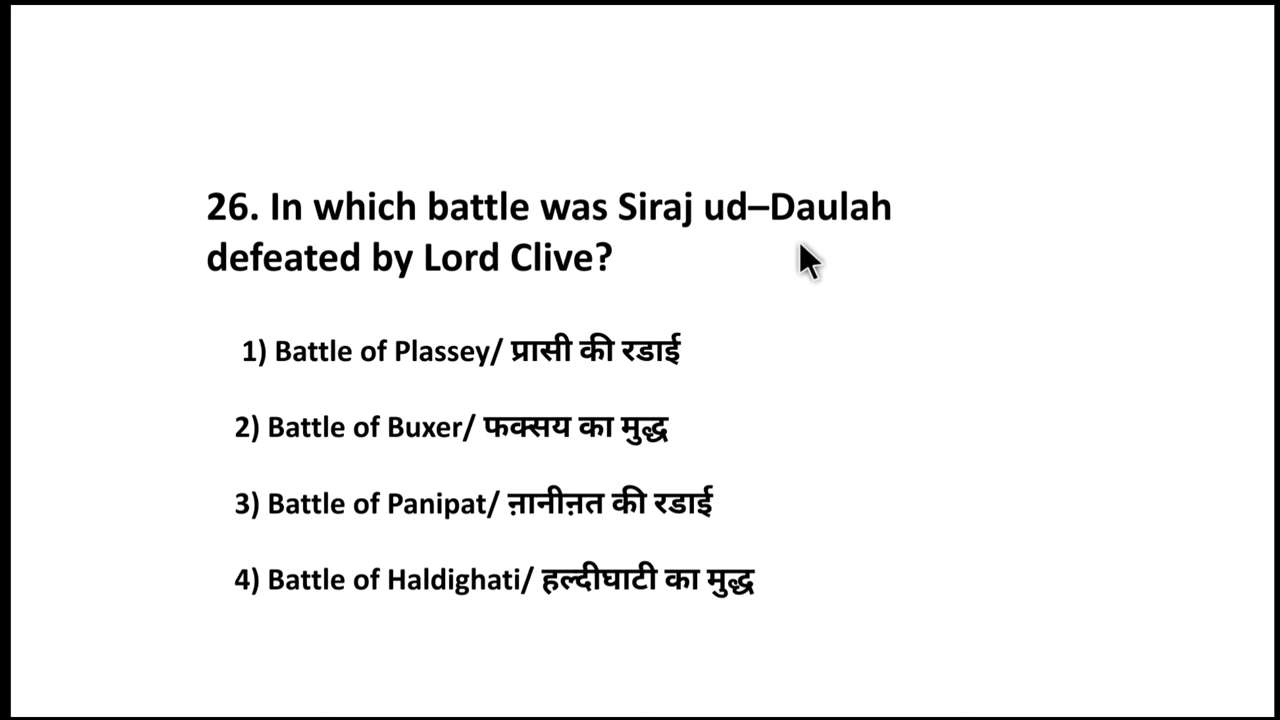 26. In which battle was Siraj ud–Daulah
defeated by Lord Clive?
1) Battle of Plassey/ प्रासी की रडाई
2) Battle of Buxer/ फक्सय का मुद्ध
3) Battle of Panipat/ ऩानीऩत की रडाई
4) Battle of Haldighati/ हल्दीघाटी का मुद्ध